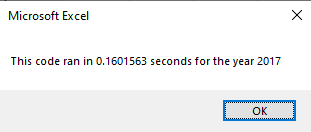 Microsoft Excel
This code ran in 0.1601563 seconds for the year 2017
OK